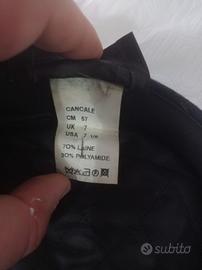 CANCALE
CM 57
UK 7
USA 7 1/8
70% LAINE
30% POLYAMIDE
subito